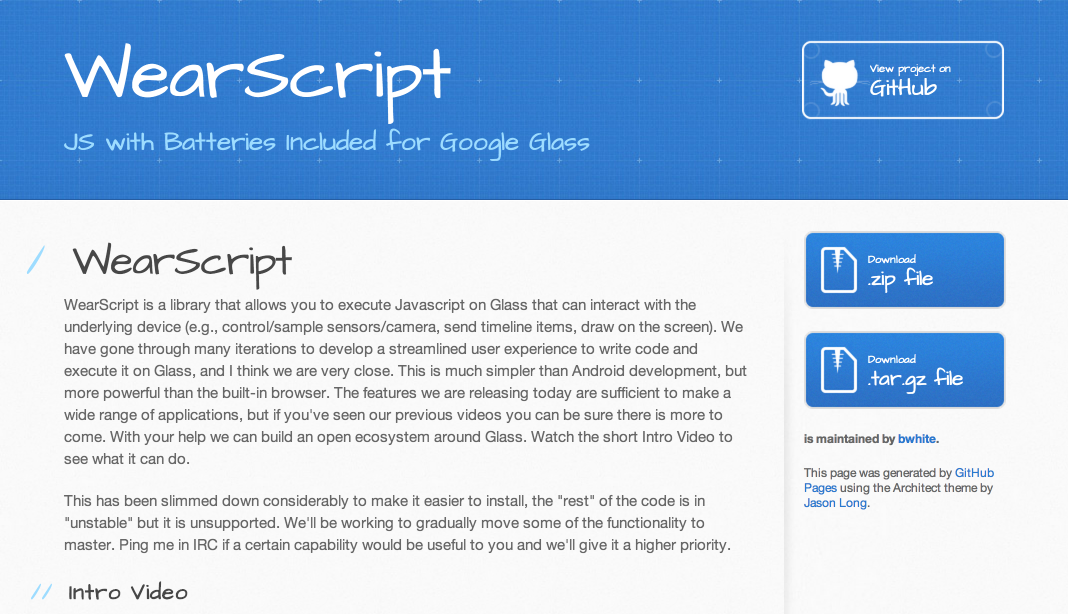 WearScript
JS with Batteries Included for Google Glass
View project on
GitHub
WearScript
WearScript is a library that allows you to execute Javascript on Glass that can interact with the
underlying device (e.g., control/sample sensors/camera, send timeline items, draw on the screen). We
have gone through many iterations to develop a streamlined user experience to write code and
execute it on Glass, and I think we are very close. This is much simpler than Android development, but
more powerful than the built-in browser. The features we are releasing today are sufficient to make a
wide range of applications, but if you've seen our previous videos you can be sure there is more to
come. With your help we can build an open ecosystem around Glass. Watch the short Intro Video to
see what it can do.
This has been slimmed down considerably to make it easier to install, the "rest" of the code is in
"unstable" but it is unsupported. We'll be working to gradually move some of the functionality to
master. Ping me in IRC if a certain capability would be useful to you and we'll give it a higher priority.
Intro Video
Download
.zip file
Download
.tar.gz file
is maintained by bwhite.
This page was generated by GitHub
Pages using the Architect theme by
Jason Long.